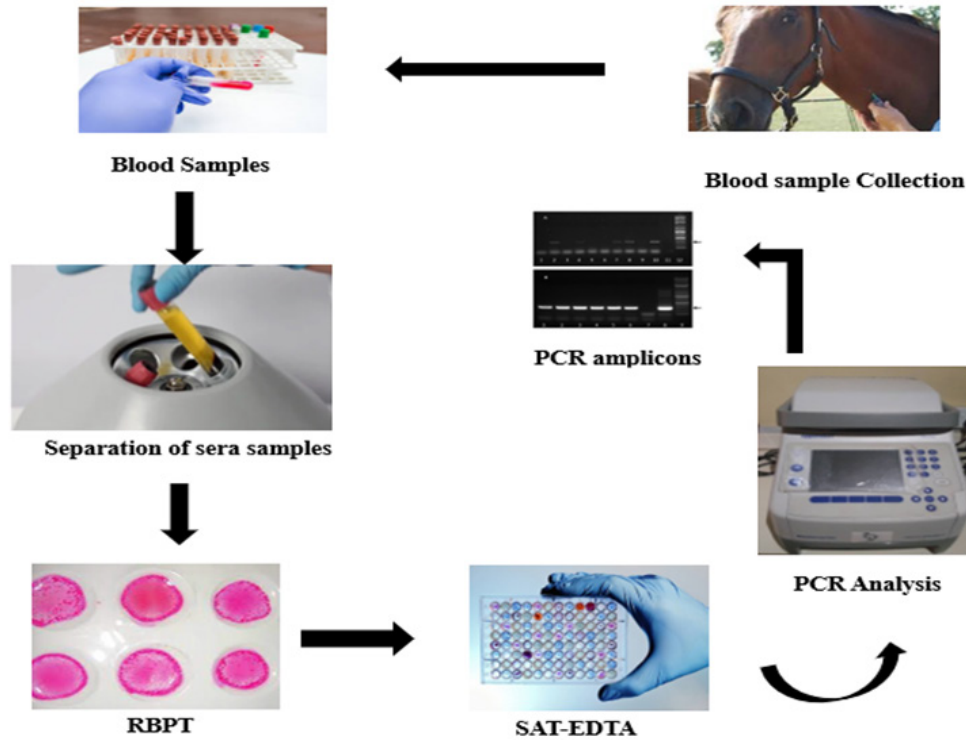 Blood Samples
Blood sample Collection
PCR amplicons
Separation of sera samples
PCR Analysis
RBPT
SAT-EDTA